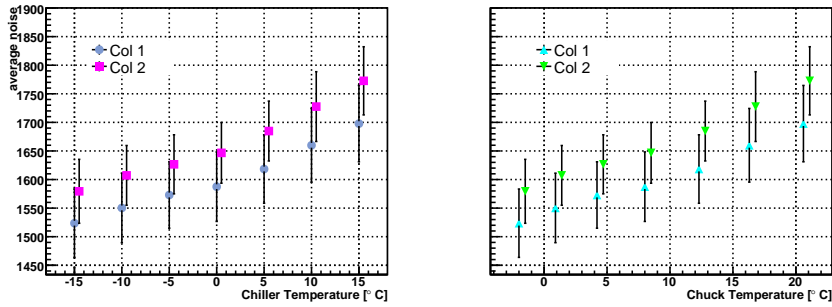 average noise
1900
1850
1800
1750
1700
1650
1600
1550
1500
1450
Col 1
Col 2
-15 -10 -5 0 5 10 15
Chiller Temperature [° C]
Col 1
Col 2
0 5 10 15 20
Chuck Temperature [° C]